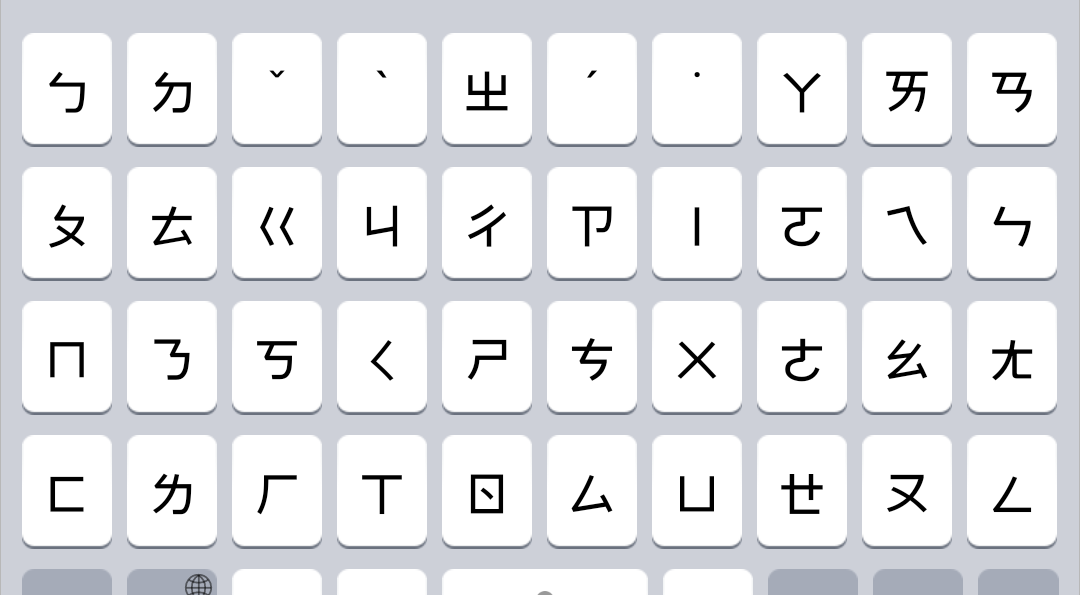 ㄅ ㄉ ˇ ˋ ㄓ ˊ ˙ ㄚ ㄞ ㄢ
ㄆ ㄊ ㄍ ㄐ ㄔ ㄗ ㄧ ㄛ ㄟ ㄣ
ㄇ ㄋ ㄎ ㄑ ㄕ ㄘ ㄨ ㄜ ㄠ ㄤ
ㄈ ㄌ ㄏ ㄒ ㄖ ㄙ ㄩ ㄝ ㄡ ㄥ